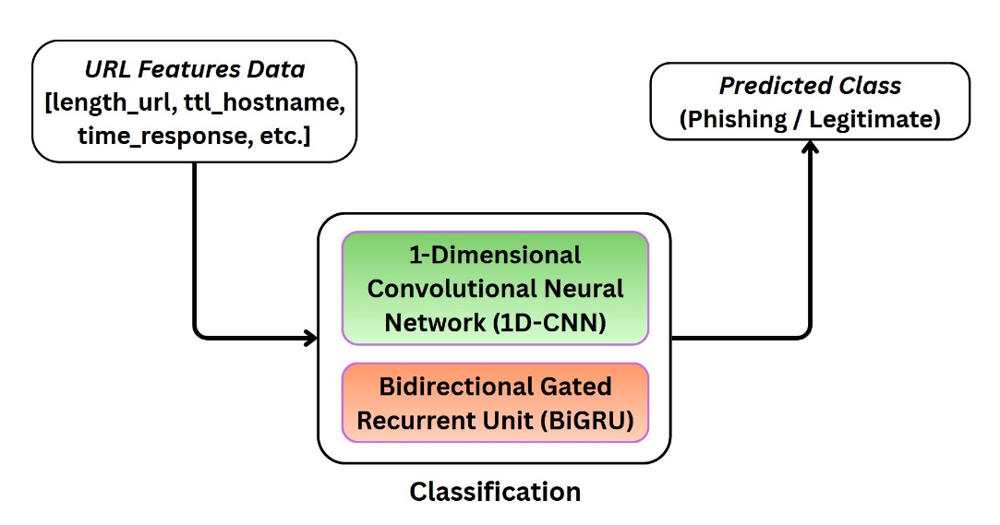 URL Features Data
[length_url, ttl_hostname,
time_response, etc.]
Predicted Class
(Phishing / Legitimate)
1-Dimensional
Convolutional Neural
Network (1D-CNN)
Bidirectional Gated
Recurrent Unit (BiGRU)
Classification